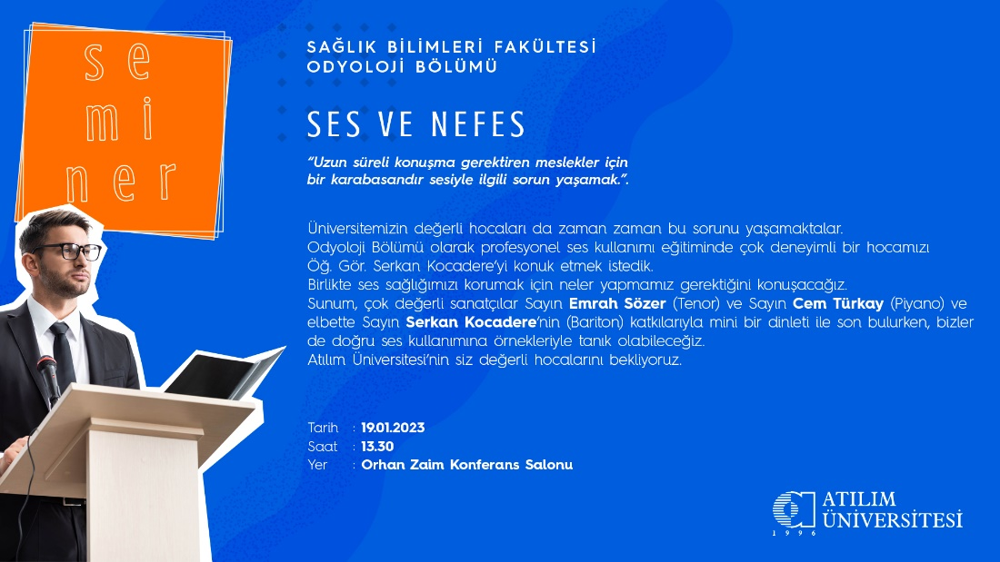 se
mi
ner
SAĞLIK BİLİMLERİ FAKÜLTESİ
ODYOLOJİ BÖLÜMÜ
SES VE NEFES
“Uzun süreli konuşma gerektiren meslekler için
bir karabasandır sesiyle ilgili sorun yaşamak.”.
Üniversitemizin değerli hocaları da zaman zaman bu sorunu yaşamaktalar.
Odyoloji Bölümü olarak profesyonel ses kullanımı eğitiminde çok deneyimli bir hocamızı
Öğ. Gör. Serkan Kocadere’yi konuk etmek istedik.
Birlikte ses sağlığımızı korumak için neler yapmamız gerektiğini konuşacağız.
Sunum, çok değerli sanatçılar Sayın Emrah Sözer (Tenor) ve Sayın Cem Türkay (Piyano) ve
elbette Sayın Serkan Kocadere’nin (Bariton) katkılarıyla mini bir dinleti ile son bulurken, bizler
de doğru ses kullanımına örnekleriyle tanık olabileceğiz.
Atılım Üniversitesi’nin siz değerli hocalarını bekliyoruz.
Tarih : 19.01.2023
Saat : 13.30
Yer : Orhan Zaim Konferans Salonu
ATILIM
ÜNİVERSİTESİ
1996